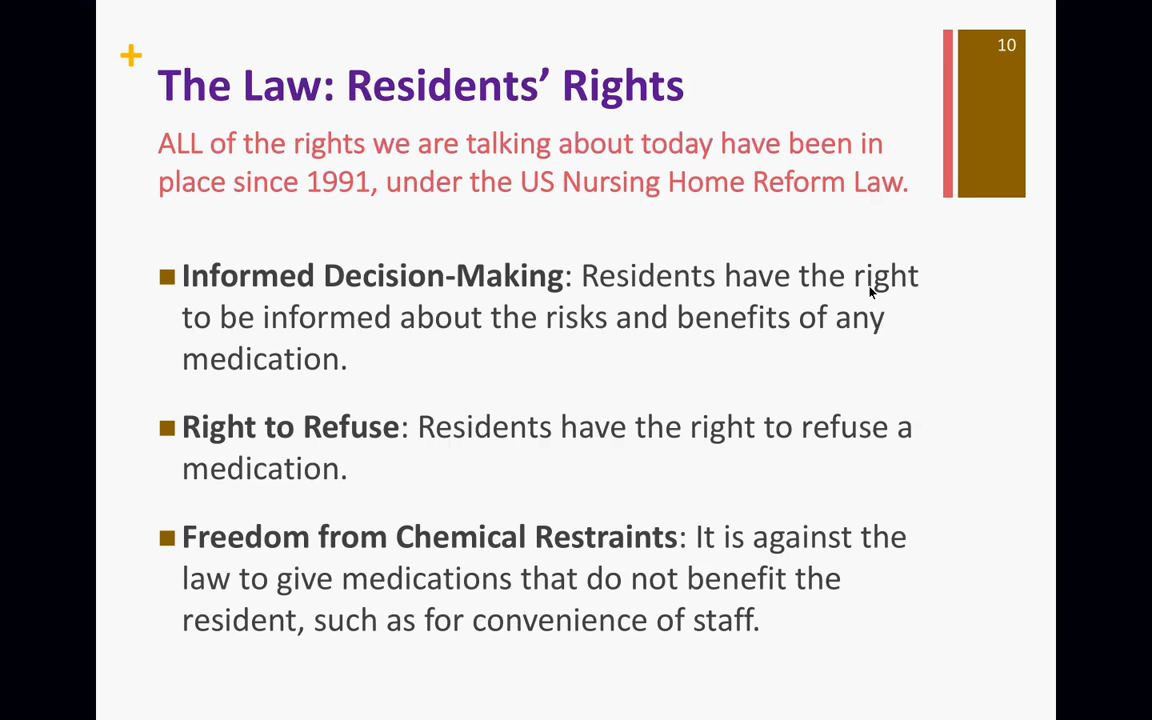 10
+
The Law: Residents’ Rights
ALL of the rights we are talking about today have been in
place since 1991, under the US Nursing Home Reform Law.
Informed Decision-Making: Residents have the right
to be informed about the risks and benefits of any
medication.
Right to Refuse: Residents have the right to refuse a
medication.
Freedom from Chemical Restraints: It is against the
law to give medications that do not benefit the
resident, such as for convenience of staff.